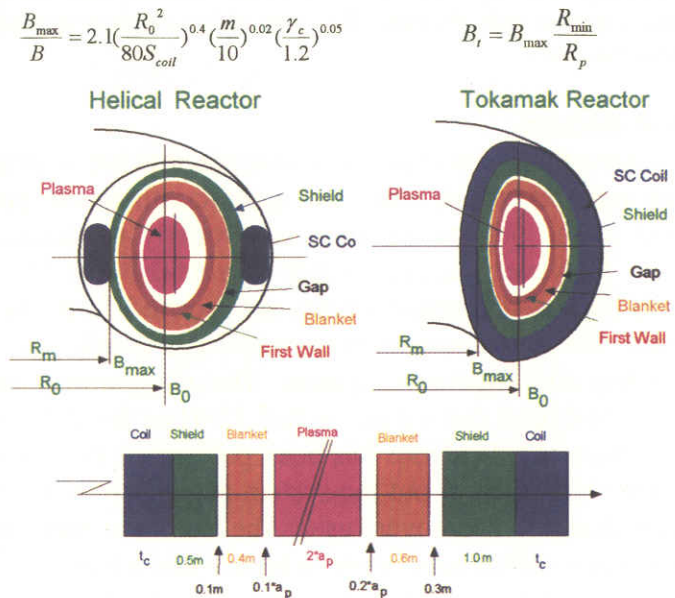 B_max / B = 2.1(R_0^2 / 80S_coil)^0.4 (m / 10)^0.02 (γ_c / 1.2)^0.05
B_t = B_max R_min / R_p
Helical Reactor
Tokamak Reactor
Plasma
Shield
SC Co
Gap
Blanket
First Wall
R_m
B_max
R_0
B_0
Plasma
SC Coil
Shield
Gap
Blanket
First Wall
R_m
B_max
R_0
B_0
Coil Shield Blanket Plasma Blanket Shield Coil
t_c 0.5m 0.4m 2*a_p 0.6m 1.0m t_c
0.1m 0.1*a_p 0.2*a_p 0.3m